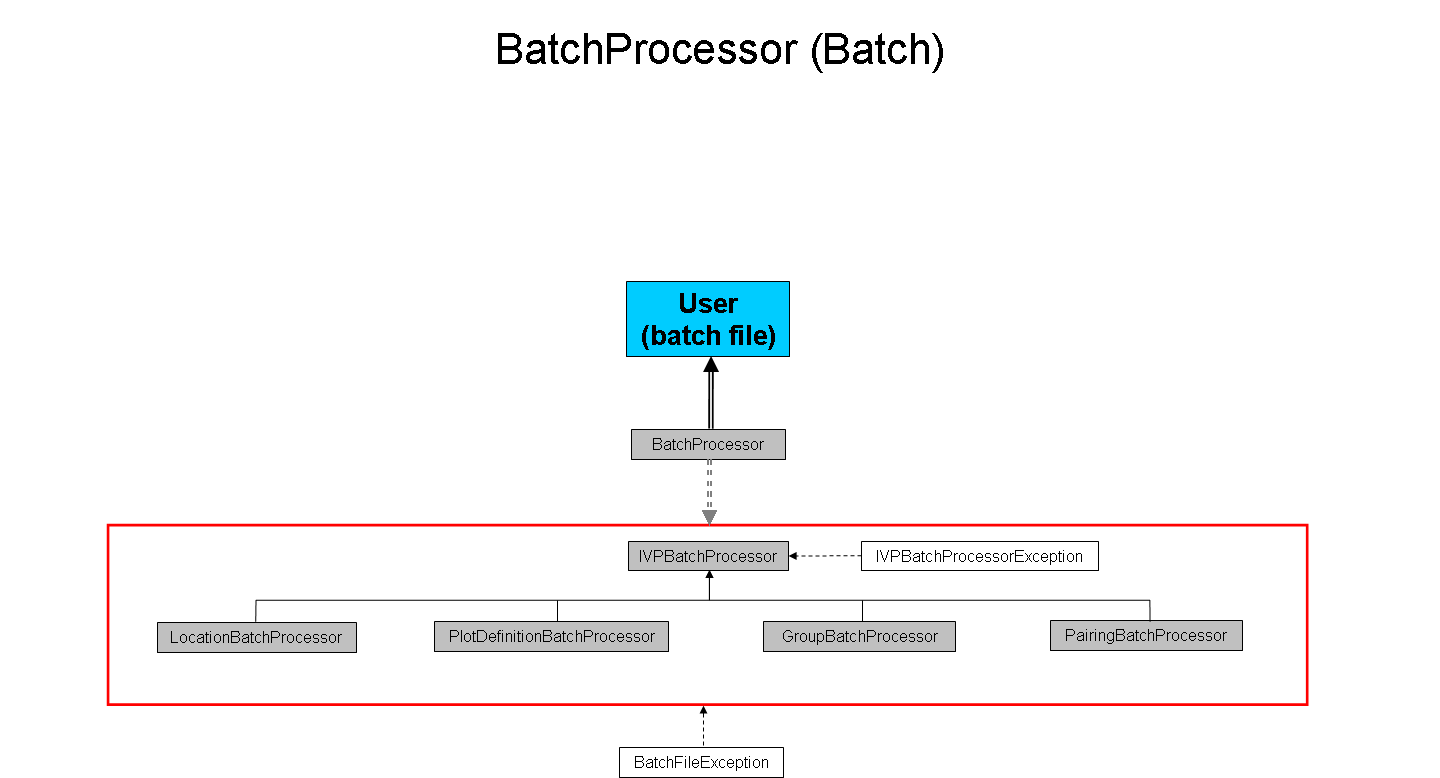 BatchProcessor (Batch)
User
(batch file)
BatchProcessor
IVPBatchProcessor
IVPBatchProcessorException
LocationBatchProcessor
PlotDefinitionBatchProcessor
GroupBatchProcessor
PairingBatchProcessor
BatchFileException